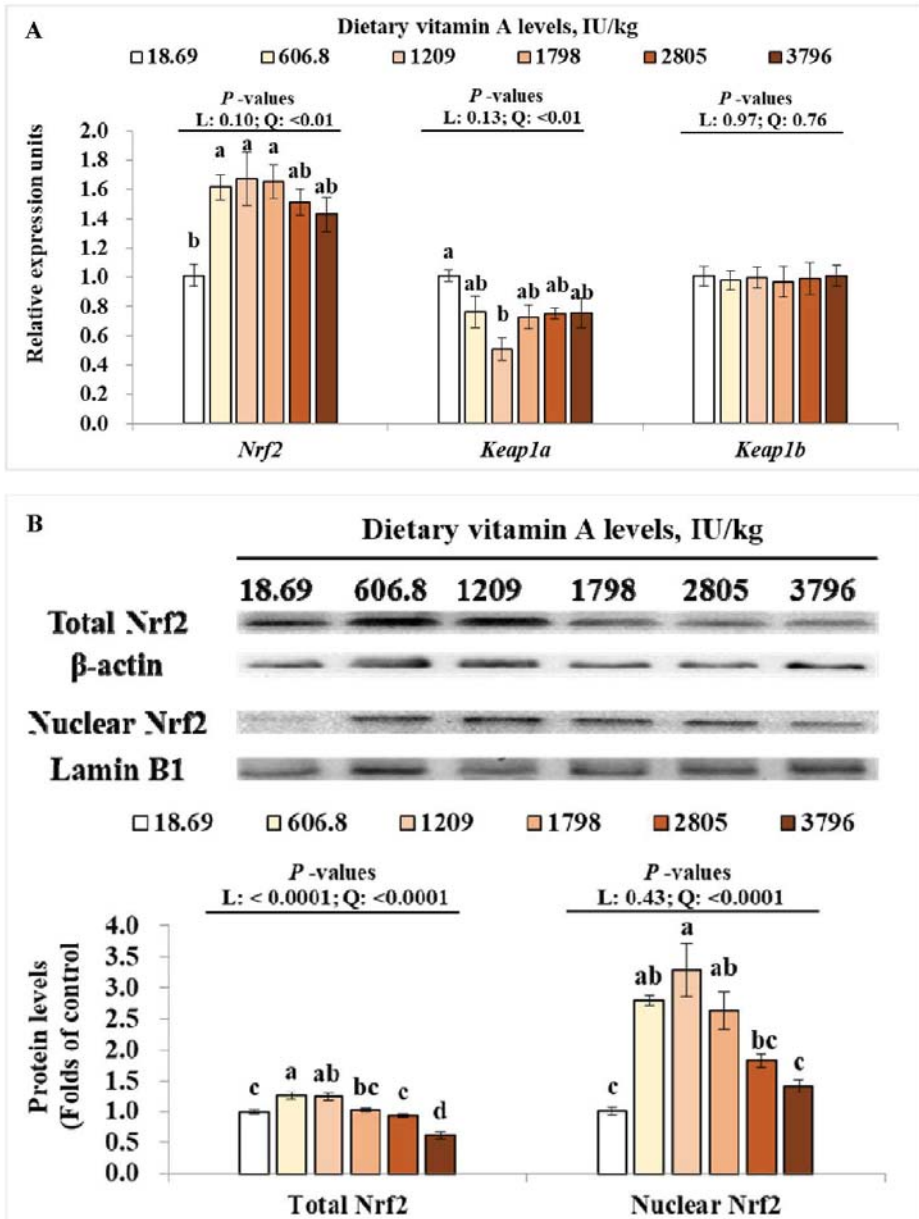 A
Dietary vitamin A levels, IU/kg
18.69 606.8 1209 1798 2805 3796
P -values P -values P -values
L: 0.10; Q: <0.01 L: 0.13; Q: <0.01 L: 0.97; Q: 0.76
Relative expression units
2.0
1.8
1.6
1.4
1.2
1.0
0.8
0.6
0.4
0.2
0.0
b a a a ab ab
a ab b ab ab ab
Nrf2 Keap1a Keap1b
B
Dietary vitamin A levels, IU/kg
18.69 606.8 1209 1798 2805 3796
Total Nrf2
β-actin
Nuclear Nrf2
Lamin B1
18.69 606.8 1209 1798 2805 3796
P -values P -values
L: < 0.0001; Q: <0.0001 L: 0.43; Q: <0.0001
Protein levels
(Folds of control)
4.0
3.5
3.0
2.5
2.0
1.5
1.0
0.5
0.0
c a ab bc c d
c ab a ab bc c
Total Nrf2 Nuclear Nrf2